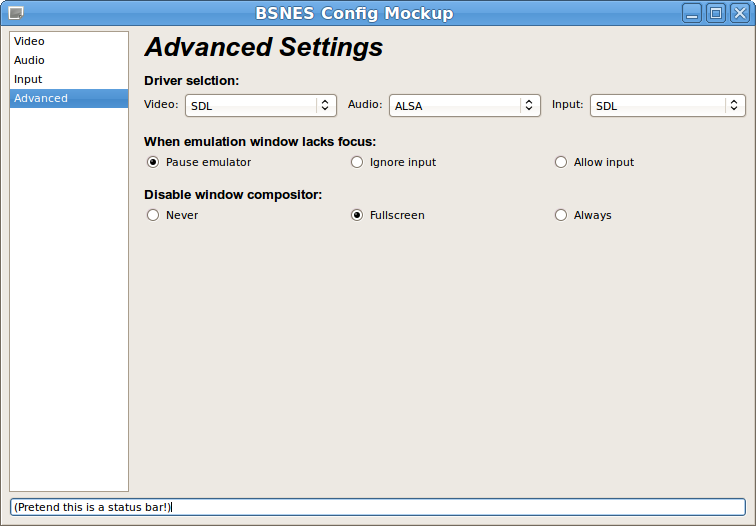 BSNES Config Mockup
Video
Audio
Input
Advanced
Advanced Settings
Driver selction:
Video: SDL Audio: ALSA Input: SDL
When emulation window lacks focus:
Pause emulator Ignore input Allow input
Disable window compositor:
Never Fullscreen Always
(Pretend this is a status bar!)